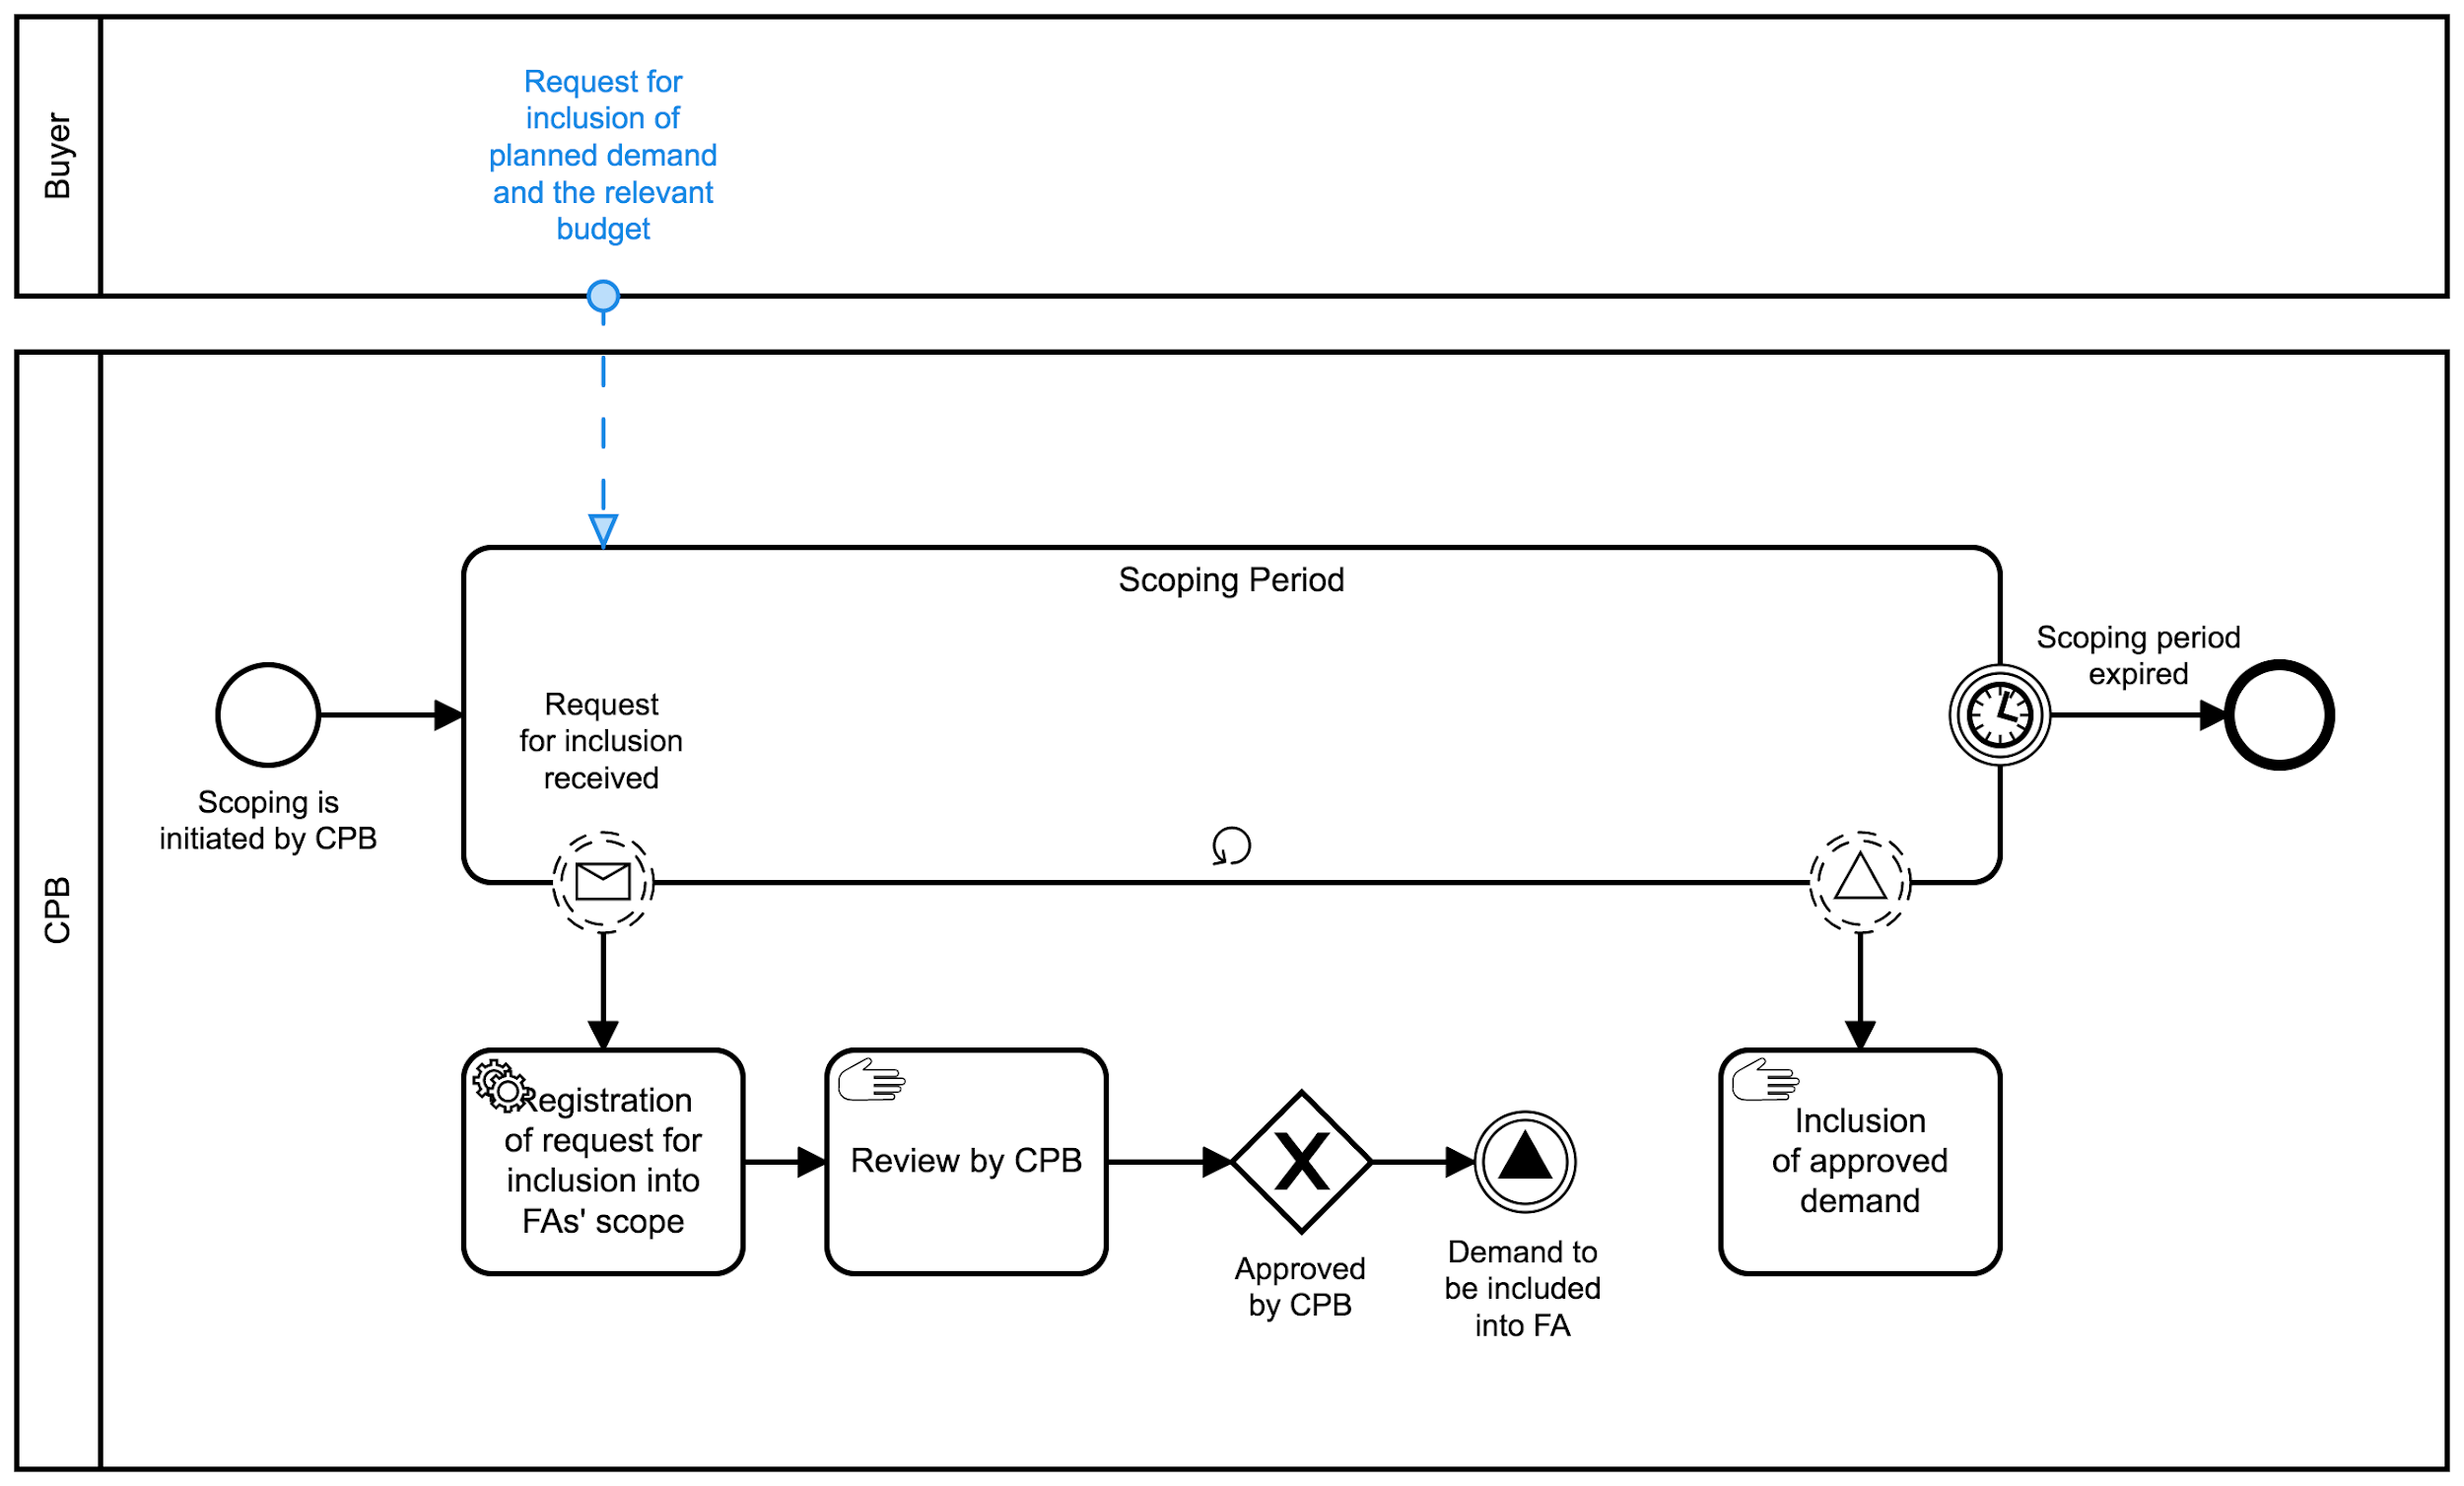 Buyer
Request for
inclusion of
planned demand
and the relevant
budget
CPB
Scoping Period
Scoping is
initiated by CPB
Request
for inclusion
received
Scoping period
expired
Registration
of request for
inclusion into
FAs' scope
Review by CPB
Approved
by CPB
Demand to
be included
into FA
Inclusion
of approved
demand